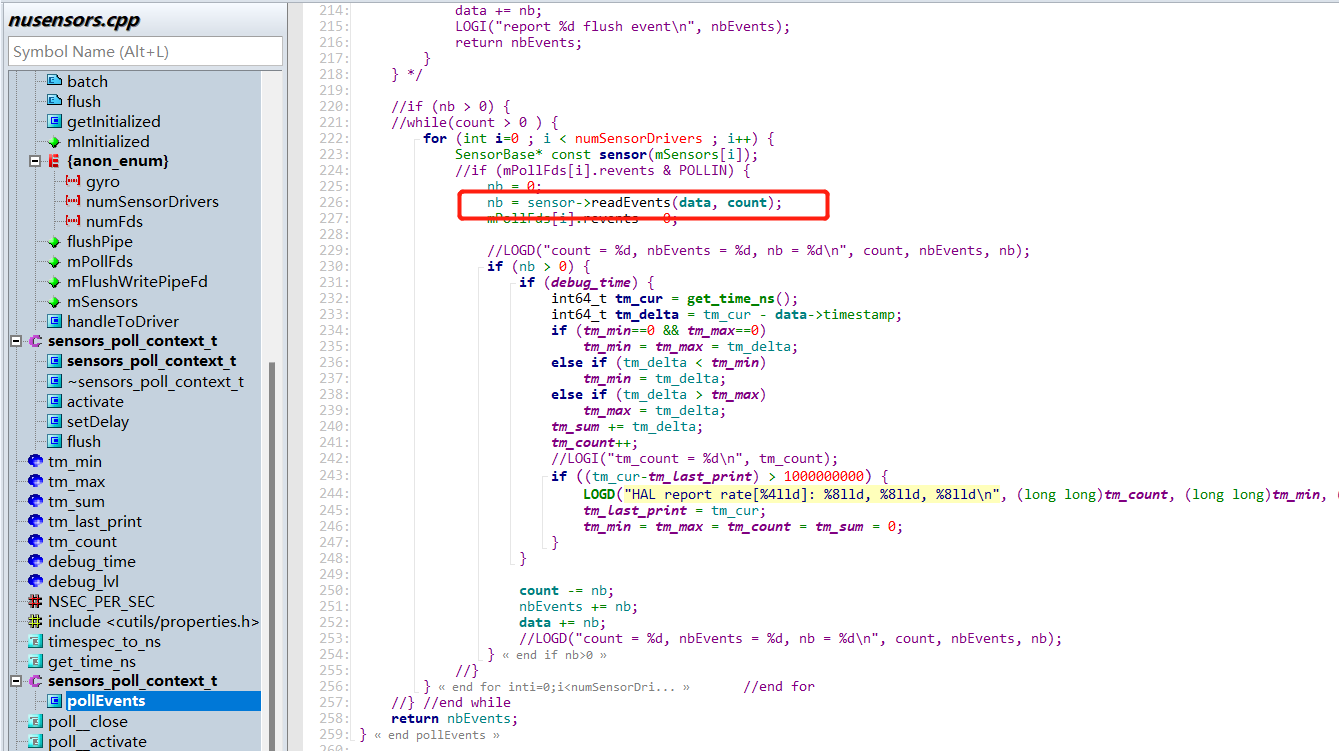 nusensors.cpp
Symbol Name (Alt+L)
batch
flush
getInitialized
mInitialized
{anon_enum}
gyro
numSensorDrivers
numFds
flushPipe
mPollFds
mFlushWritePipeFd
mSensors
handleToDriver
sensors_poll_context_t
sensors_poll_context_t
~sensors_poll_context_t
activate
setDelay
flush
tm_min
tm_max
tm_sum
tm_last_print
tm_count
debug_time
debug_lvl
NSEC_PER_SEC
include <cutils/properties.h>
timespec_to_ns
get_time_ns
sensors_poll_context_t
pollEvents
poll__close
poll__activate
214: data += nb;
215: LOGI("report %d flush event\n", nbEvents);
216: return nbEvents;
217: }
218: } */
219:
220: //if (nb > 0) {
221: //while(count > 0 ) {
222: for (int i=0 ; i < numSensorDrivers ; i++) {
223: SensorBase* const sensor(mSensors[i]);
224: //if (mPollFds[i].revents & POLLIN) {
225: nb = 0;
226: nb = sensor->readEvents(data, count);
227: mPollFds[i].revents = 0;
228:
229: //LOGD("count = %d, nbEvents = %d, nb = %d\n", count, nbEvents, nb);
230: if (nb > 0) {
231: if (debug_time) {
232: int64_t tm_cur = get_time_ns();
233: int64_t tm_delta = tm_cur - data->timestamp;
234: if (tm_min==0 && tm_max==0)
235: tm_min = tm_max = tm_delta;
236: else if (tm_delta < tm_min)
237: tm_min = tm_delta;
238: else if (tm_delta > tm_max)
239: tm_max = tm_delta;
240: tm_sum += tm_delta;
241: tm_count++;
242: //LOGI("tm_count = %d\n", tm_count);
243: if ((tm_cur-tm_last_print) > 1000000000) {
244: LOGD("HAL report rate[%4lld]: %8lld, %8lld, %8lld\n", (long long)tm_count, (long long)tm_min,
245: tm_last_print = tm_cur;
246: tm_min = tm_max = tm_count = tm_sum = 0;
247: }
248: }
249:
250: count -= nb;
251: nbEvents += nb;
252: data += nb;
253: //LOGD("count = %d, nbEvents = %d, nb = %d\n", count, nbEvents, nb);
254: } « end if nb>0 »
255: //}
256: } « end for inti=0;i<numSensorDri... » //end for
257: //} //end while
258: return nbEvents;
259: } « end pollEvents »
260: